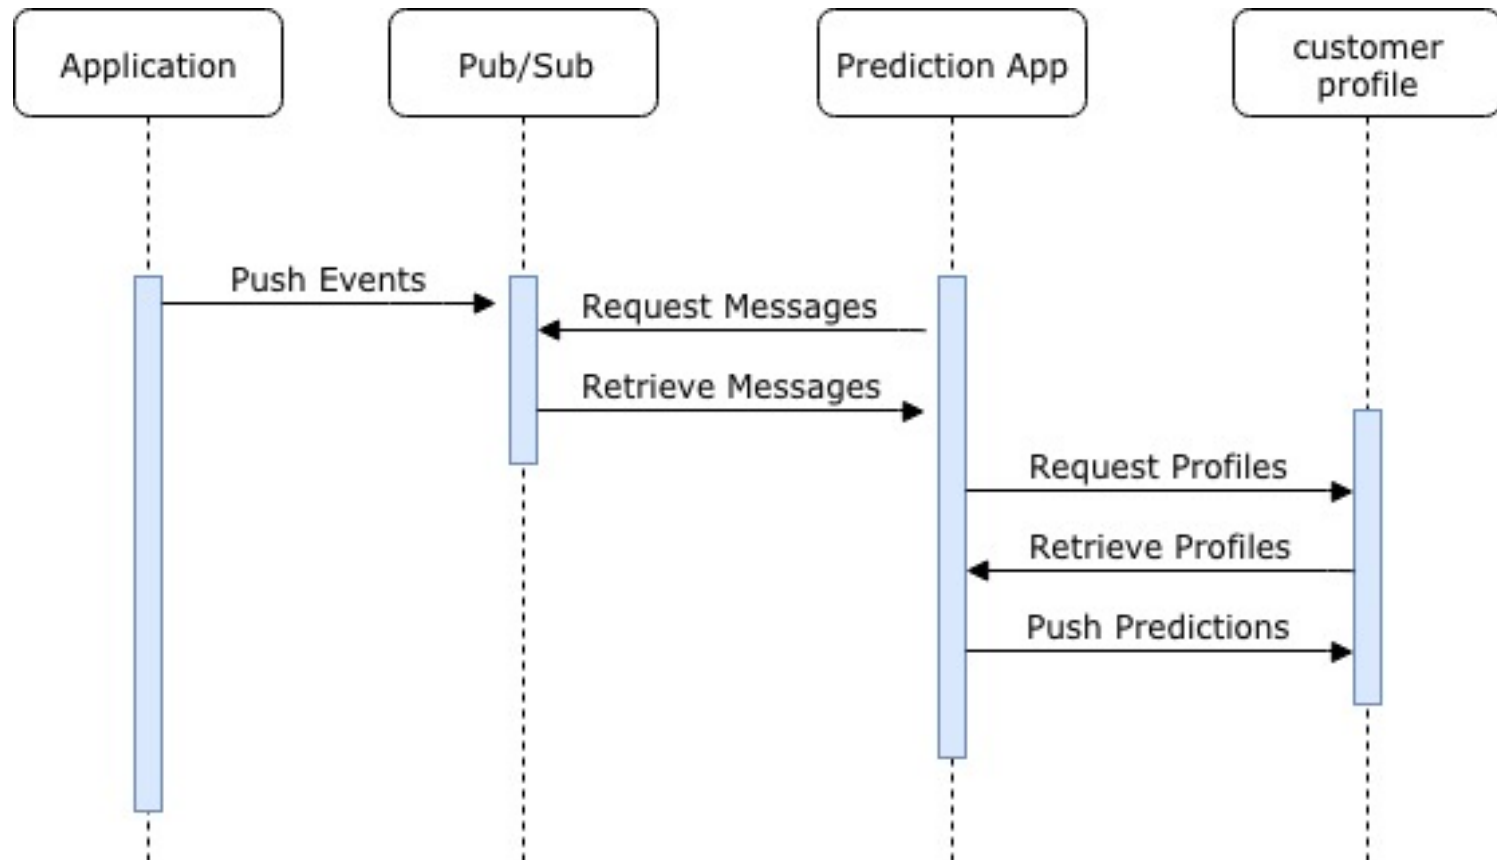 Application
Pub/Sub
Prediction App
customer
profile
Push Events
Request Messages
Retrieve Messages
Request Profiles
Retrieve Profiles
Push Predictions